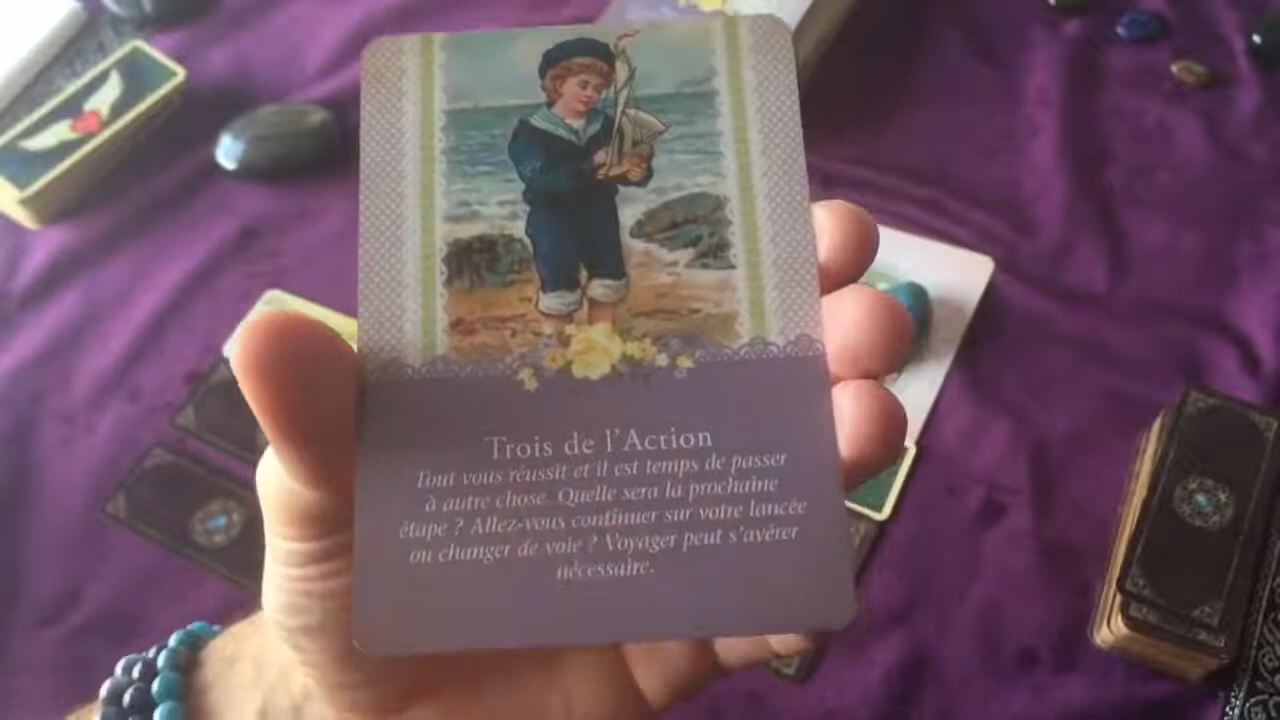 Trois de l'Action
Tout vous réussit et il est temps de passer
à autre chose. Quelle sera la prochaine
étape ? Allez-vous continuer sur votre lancée
ou changer de voie ? Voyager peut s'avérer
nécessaire.